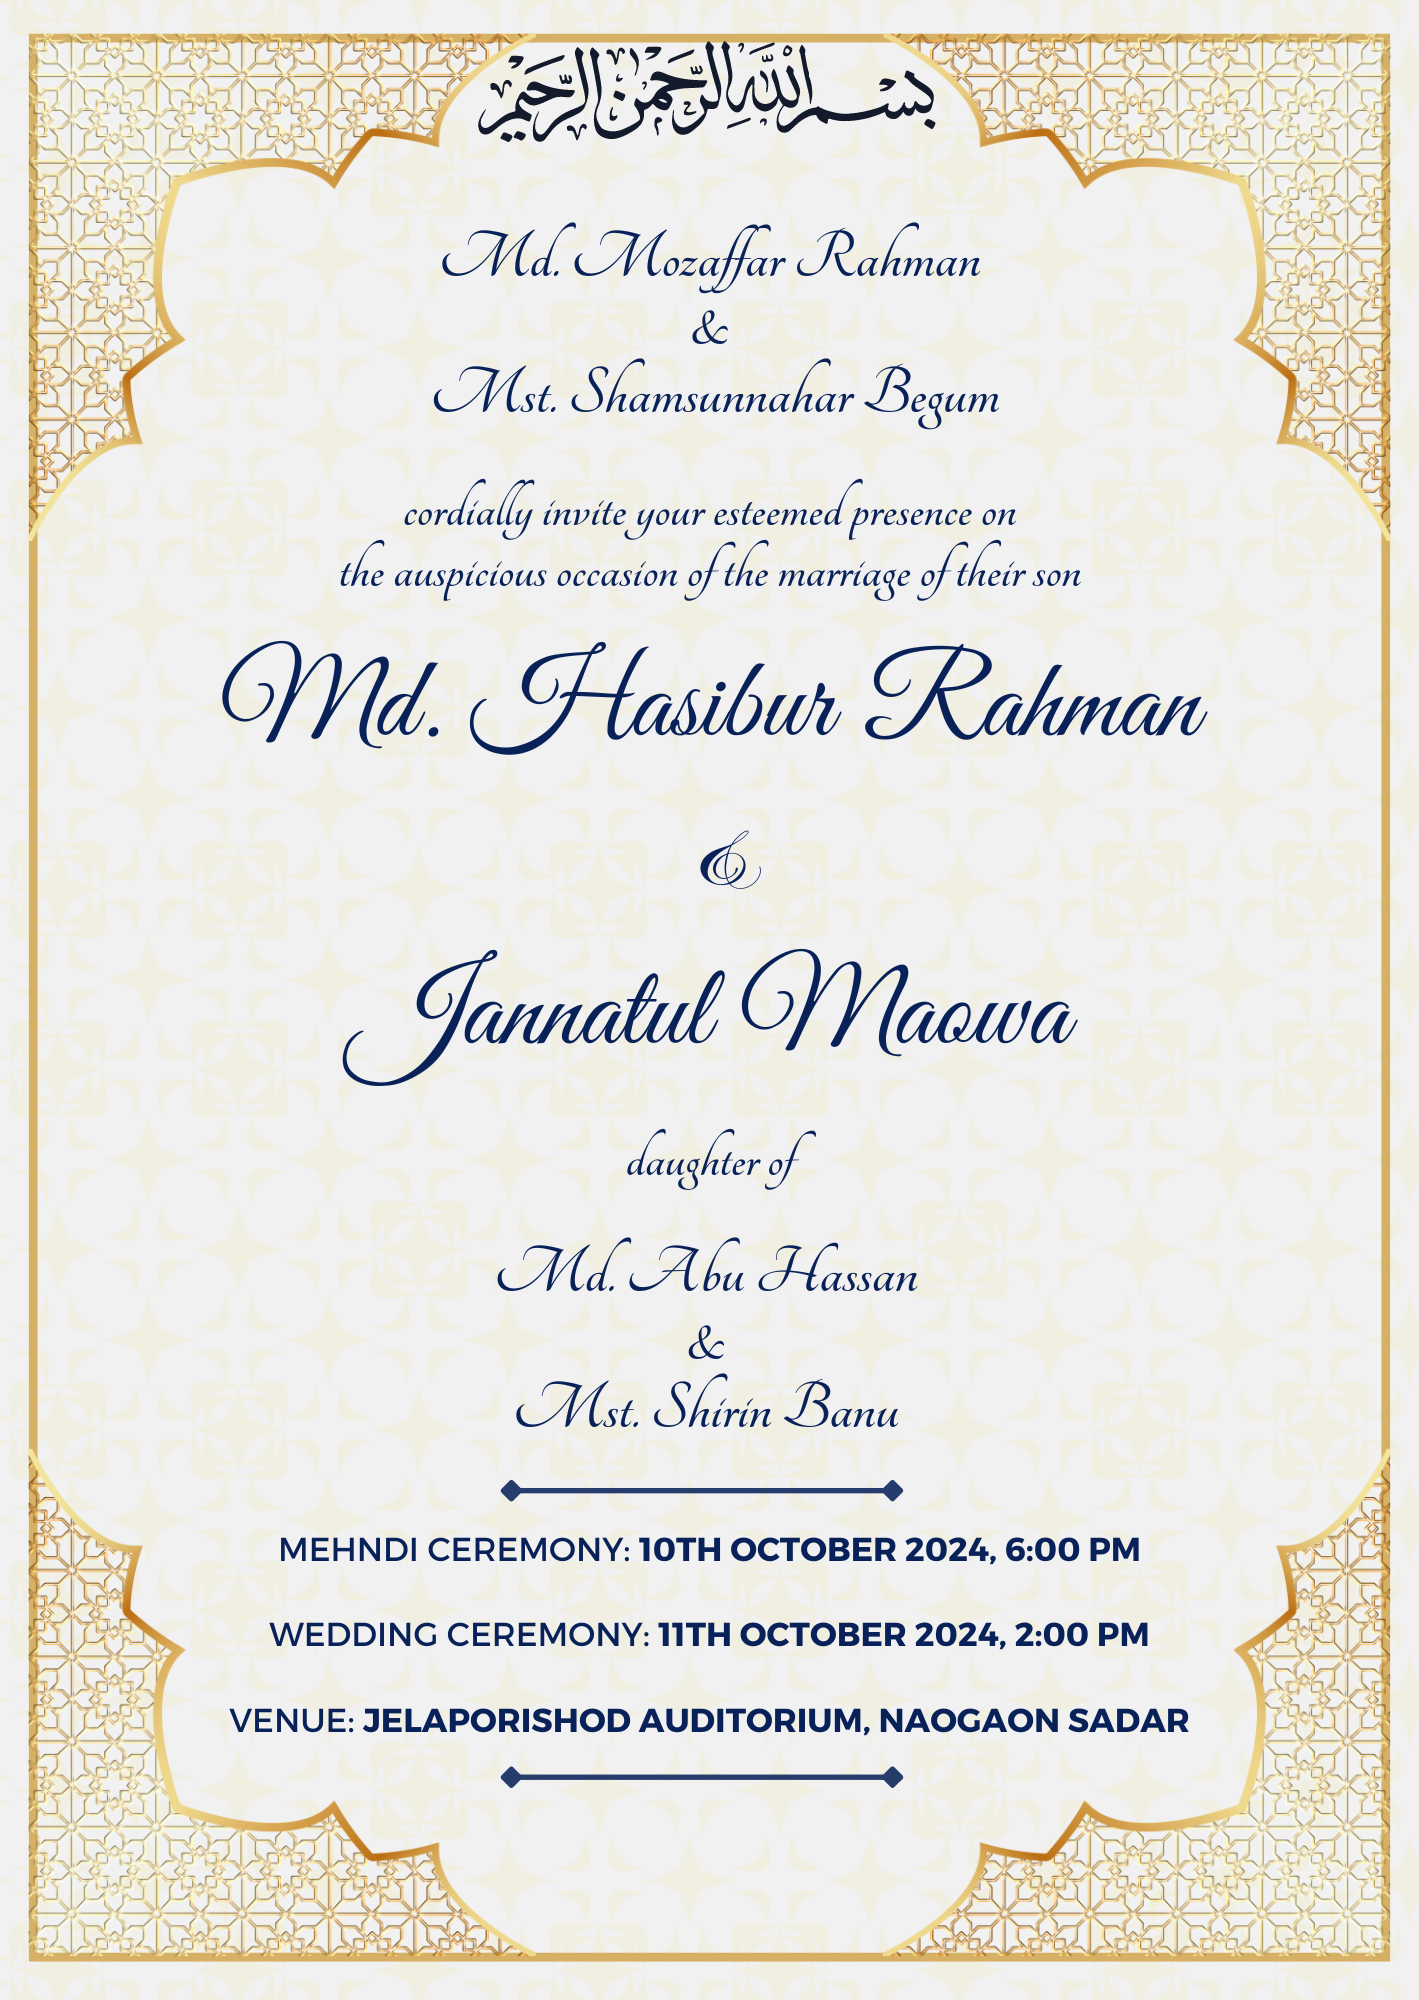 بسم الله الرحمن الرحيم
Md. Mozaffar Rahman
&
Mst. Shamsunnahar Begum
cordially invite your esteemed presence on
the auspicious occasion of the marriage of their son
Md. Hasibur Rahman
&
Jannatul Maowa
daughter of
Md. Abu Hassan
&
Mst. Shirin Banu
MEHNDI CEREMONY: 10TH OCTOBER 2024, 6:00 PM
WEDDING CEREMONY: 11TH OCTOBER 2024, 2:00 PM
VENUE: JELAPORISHOD AUDITORIUM, NAOGAON SADAR